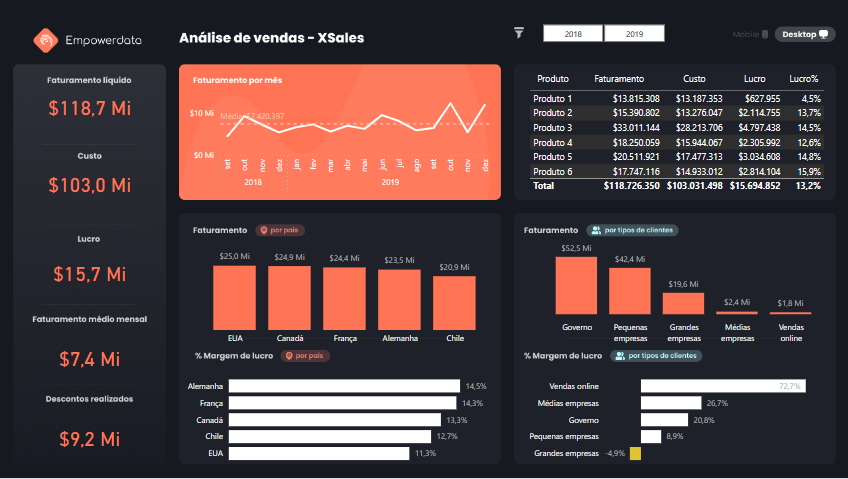 Empowerdata
Análise de vendas - XSales
2018 2019
Mobile Desktop
Faturamento líquido
$118,7 Mi
Custo
$103,0 Mi
Lucro
$15,7 Mi
Faturamento médio mensal
$7,4 Mi
Descontos realizados
$9,2 Mi
Faturamento por mês
$10 Mi
Média: $7.420.397
$0 Mi
set out nov dez jan fev mar abr mai jun jul ago set out nov dez
2018 2019
Produto Faturamento Custo Lucro Lucro%
Produto 1 $13.815.308 $13.187.353 $627.955 4,5%
Produto 2 $15.390.802 $13.276.047 $2.114.755 13,7%
Produto 3 $33.011.144 $28.213.706 $4.797.438 14,5%
Produto 4 $18.250.059 $15.944.067 $2.305.992 12,6%
Produto 5 $20.511.921 $17.477.313 $3.034.608 14,8%
Produto 6 $17.747.116 $14.933.012 $2.814.104 15,9%
Total $118.726.350 $103.031.498 $15.694.852 13,2%
Faturamento por país
$25,0 Mi $24,9 Mi $24,4 Mi $23,5 Mi $20,9 Mi
EUA Canadá França Alemanha Chile
% Margem de lucro por país
Alemanha 14,5%
França 14,3%
Canadá 13,3%
Chile 12,7%
EUA 11,3%
Faturamento por tipos de clientes
$52,5 Mi $42,4 Mi $19,6 Mi $2,4 Mi $1,8 Mi
Governo Pequenas Grandes Médias Vendas
empresas empresas empresas online
% Margem de lucro por tipos de clientes
Vendas online 72,7%
Médias empresas 26,7%
Governo 20,8%
Pequenas empresas 8,9%
Grandes empresas -4,9%